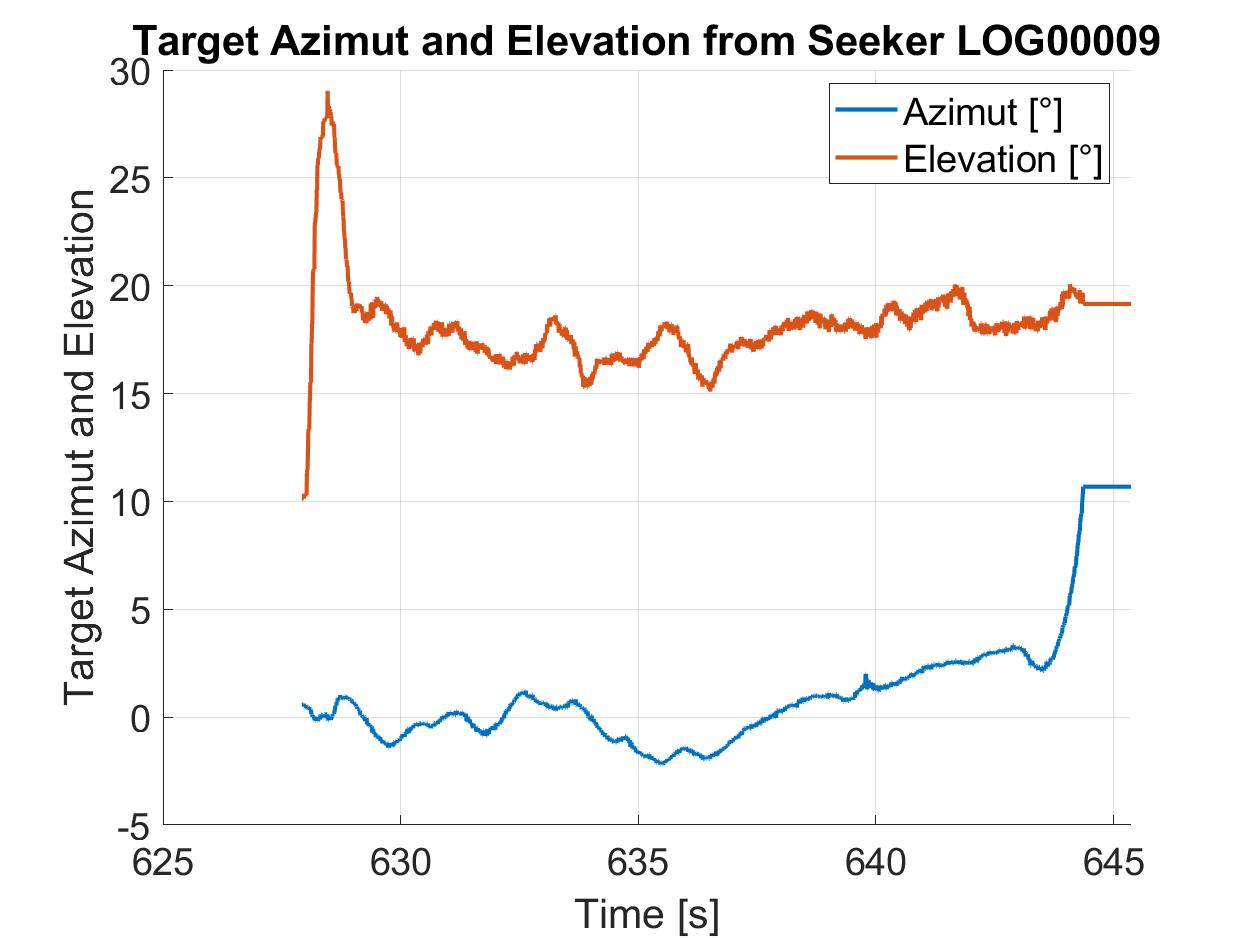 Target Azimut and Elevation from Seeker LOG00009
Azimut [°]
Elevation [°]
Target Azimut and Elevation
30
25
20
15
10
5
0
-5
625
630
635
640
645
Time [s]